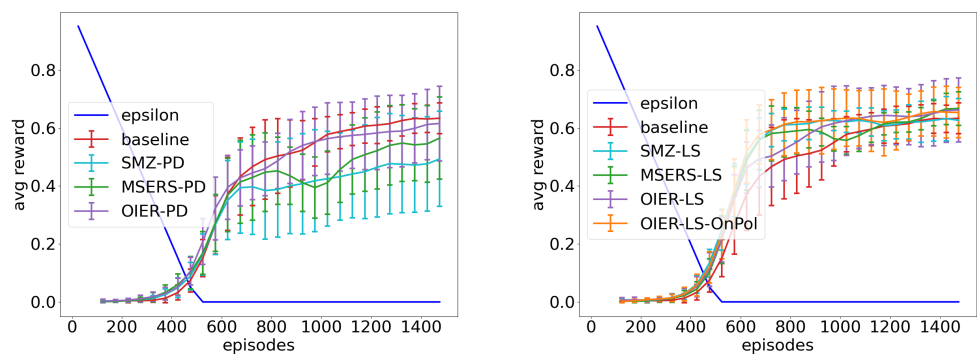 0.8
0.6
0.4
0.2
0.0
avg reward
epsilon
baseline
SMZ-PD
MSERS-PD
OIER-PD
0 200 400 600 800 1000 1200 1400
episodes
0.8
0.6
0.4
0.2
0.0
avg reward
epsilon
baseline
SMZ-LS
MSERS-LS
OIER-LS
OIER-LS-OnPol
0 200 400 600 800 1000 1200 1400
episodes